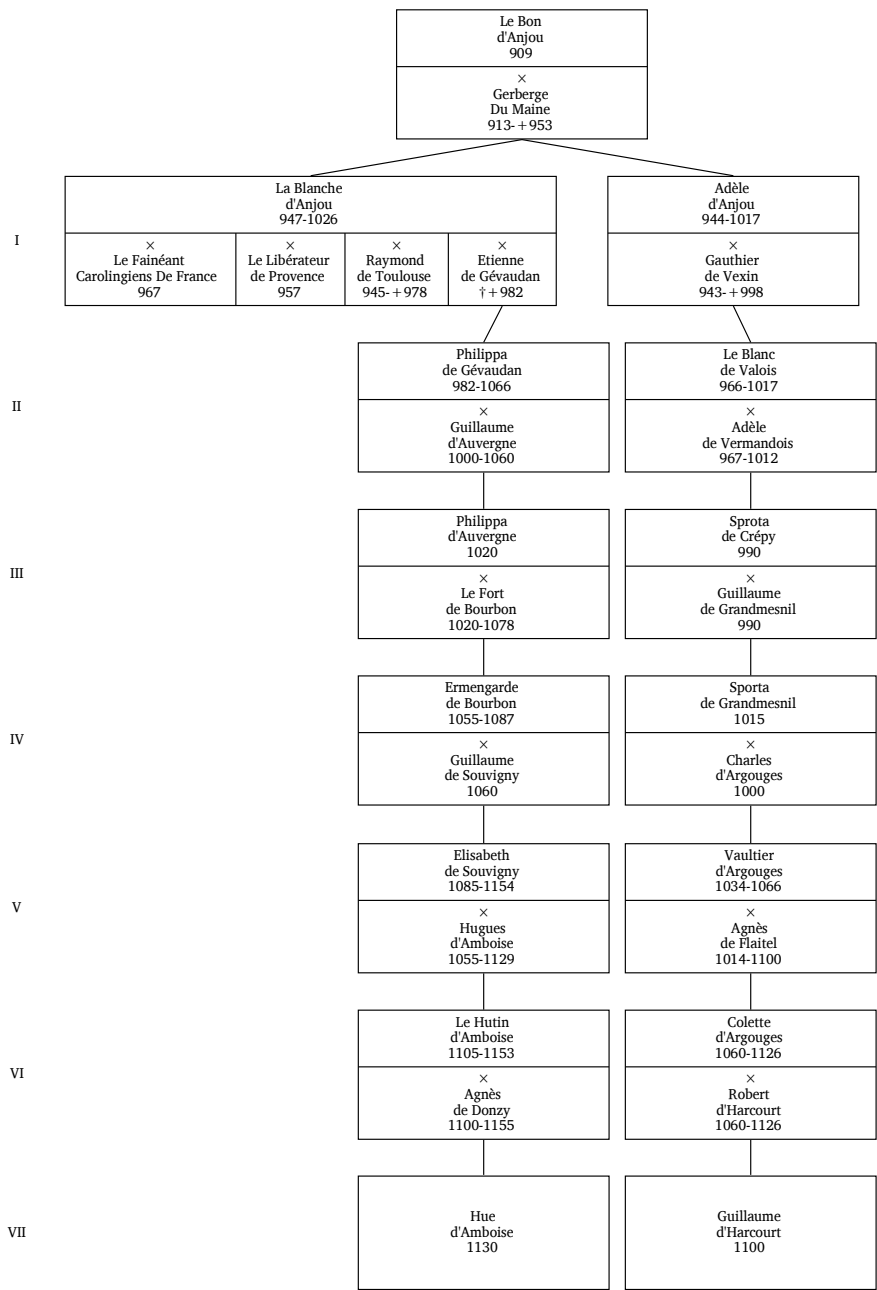 Le Bon
d'Anjou
909
×
Gerberge
Du Maine
913-+953
I
La Blanche
d'Anjou
947-1026
×
Le Fainéant
Carolingiens De France
967
×
Le Libérateur
de Provence
957
×
Raymond
de Toulouse
945-+978
×
Etienne
de Gévaudan
†+982
Adèle
d'Anjou
944-1017
×
Gauthier
de Vexin
943-+998
II
Philippa
de Gévaudan
982-1066
×
Guillaume
d'Auvergne
1000-1060
Le Blanc
de Valois
966-1017
×
Adèle
de Vermandois
967-1012
III
Philippa
d'Auvergne
1020
×
Le Fort
de Bourbon
1020-1078
Sprota
de Crépy
990
×
Guillaume
de Grandmesnil
990
IV
Ermengarde
de Bourbon
1055-1087
×
Guillaume
de Souvigny
1060
Sporta
de Grandmesnil
1015
×
Charles
d'Argouges
1000
V
Elisabeth
de Souvigny
1085-1154
×
Hugues
d'Amboise
1055-1129
Vaultier
d'Argouges
1034-1066
×
Agnès
de Flaitel
1014-1100
VI
Le Hutin
d'Amboise
1105-1153
×
Agnès
de Donzy
1100-1155
Colette
d'Argouges
1060-1126
×
Robert
d'Harcourt
1060-1126
VII
Hue
d'Amboise
1130
Guillaume
d'Harcourt
1100